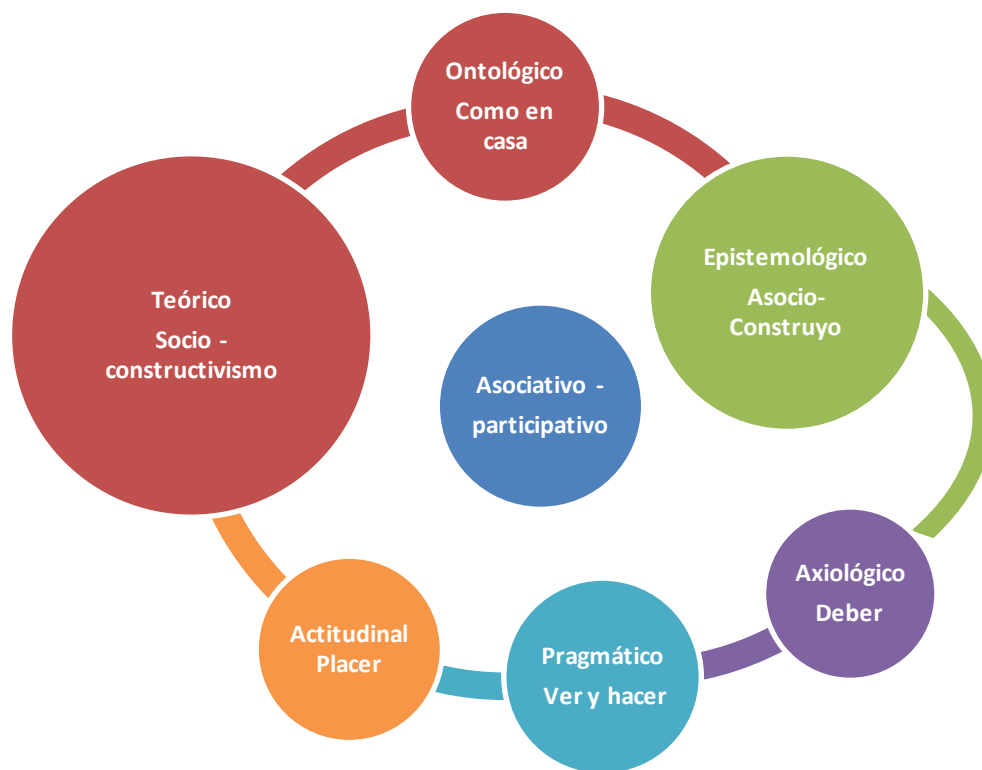 Ontológico
Como en
casa
Epistemológico
Asocio-
Construyo
Teórico
Socio -
constructivismo
Asociativo -
participativo
Axiológico
Deber
Actitudinal
Placer
Pragmático
Ver y hacer